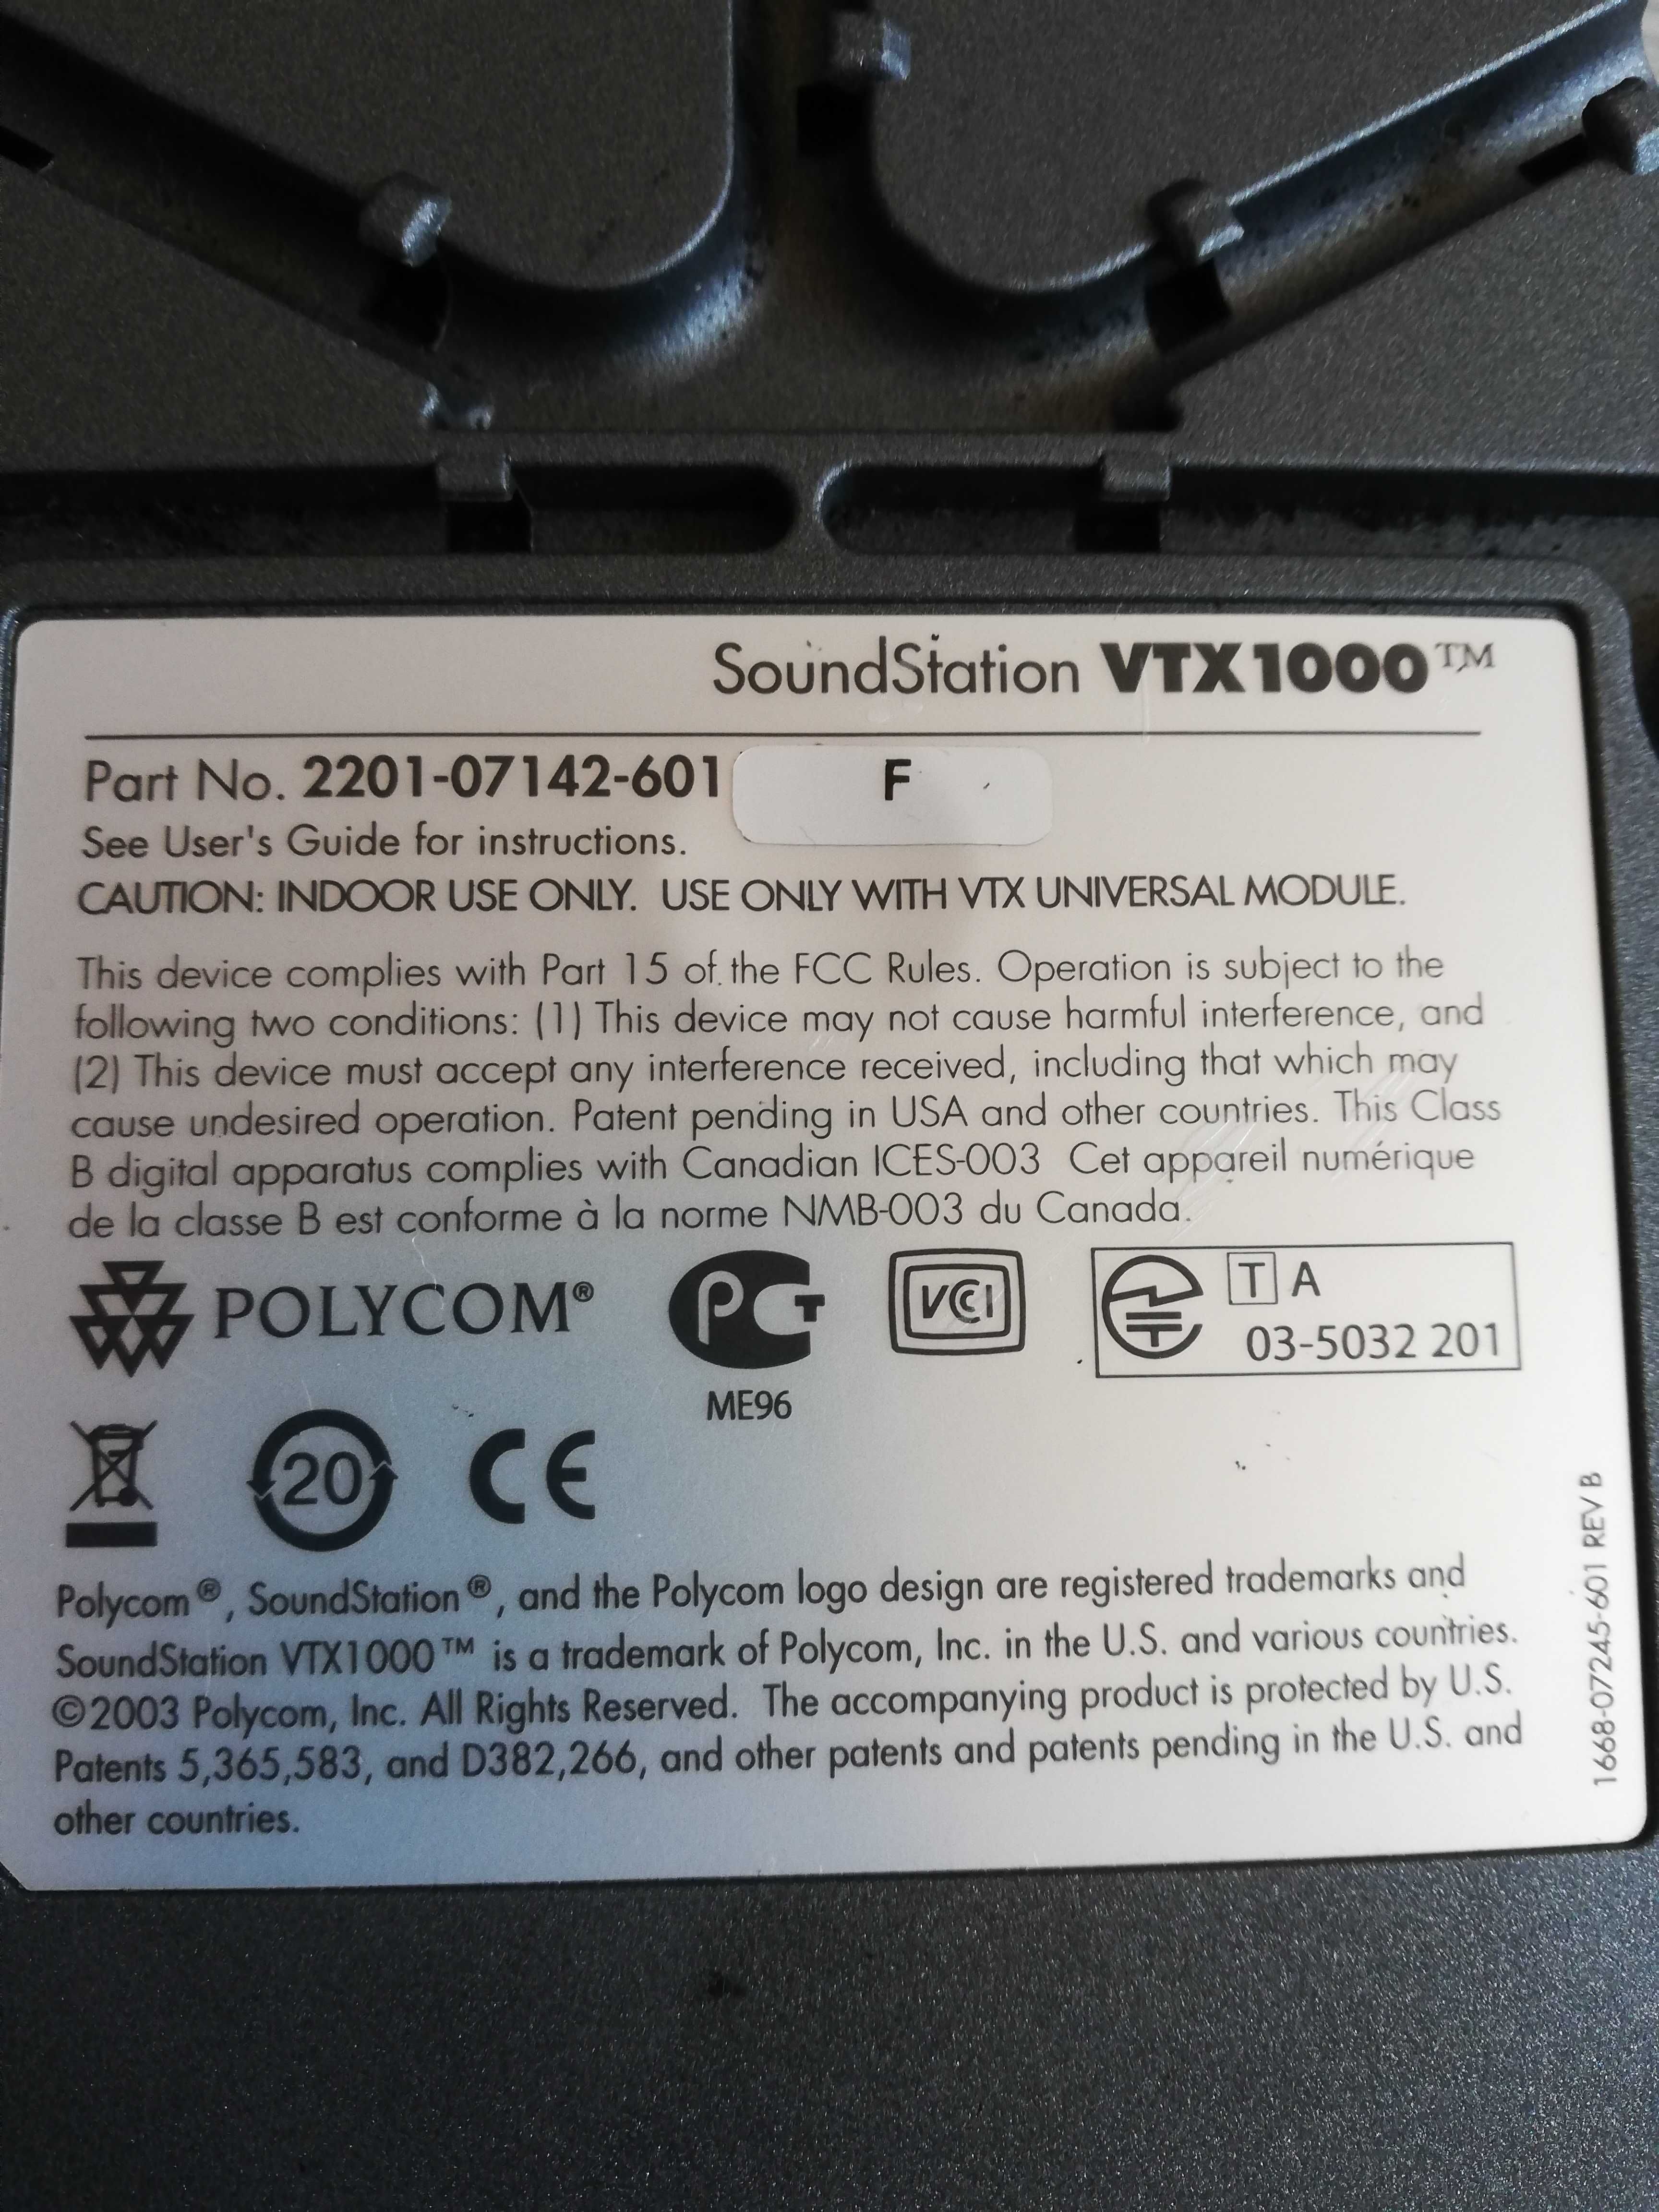 SoundStation VTX1000™
Part No. 2201-07142-601 F
See User's Guide for instructions.
CAUTION: INDOOR USE ONLY. USE ONLY WITH VTX UNIVERSAL MODULE.
This device complies with Part 15 of the FCC Rules. Operation is subject to the
following two conditions: (1) This device may not cause harmful interference, and
(2) This device must accept any interference received, including that which may
cause undesired operation. Patent pending in USA and other countries. This Class
B digital apparatus complies with Canadian ICES-003 Cet appareil numérique
de la classe B est conforme à la norme NMB-003 du Canada.
POLYCOM®
PCT
ME96
VCCI
T A
03-5032 201
20
CE
Polycom®, SoundStation®, and the Polycom logo design are registered trademarks and
SoundStation VTX1000™ is a trademark of Polycom, Inc. in the U.S. and various countries.
©2003 Polycom, Inc. All Rights Reserved. The accompanying product is protected by U.S.
Patents 5,365,583, and D382,266, and other patents and patents pending in the U.S. and
other countries.
1668-07245-601 REV B